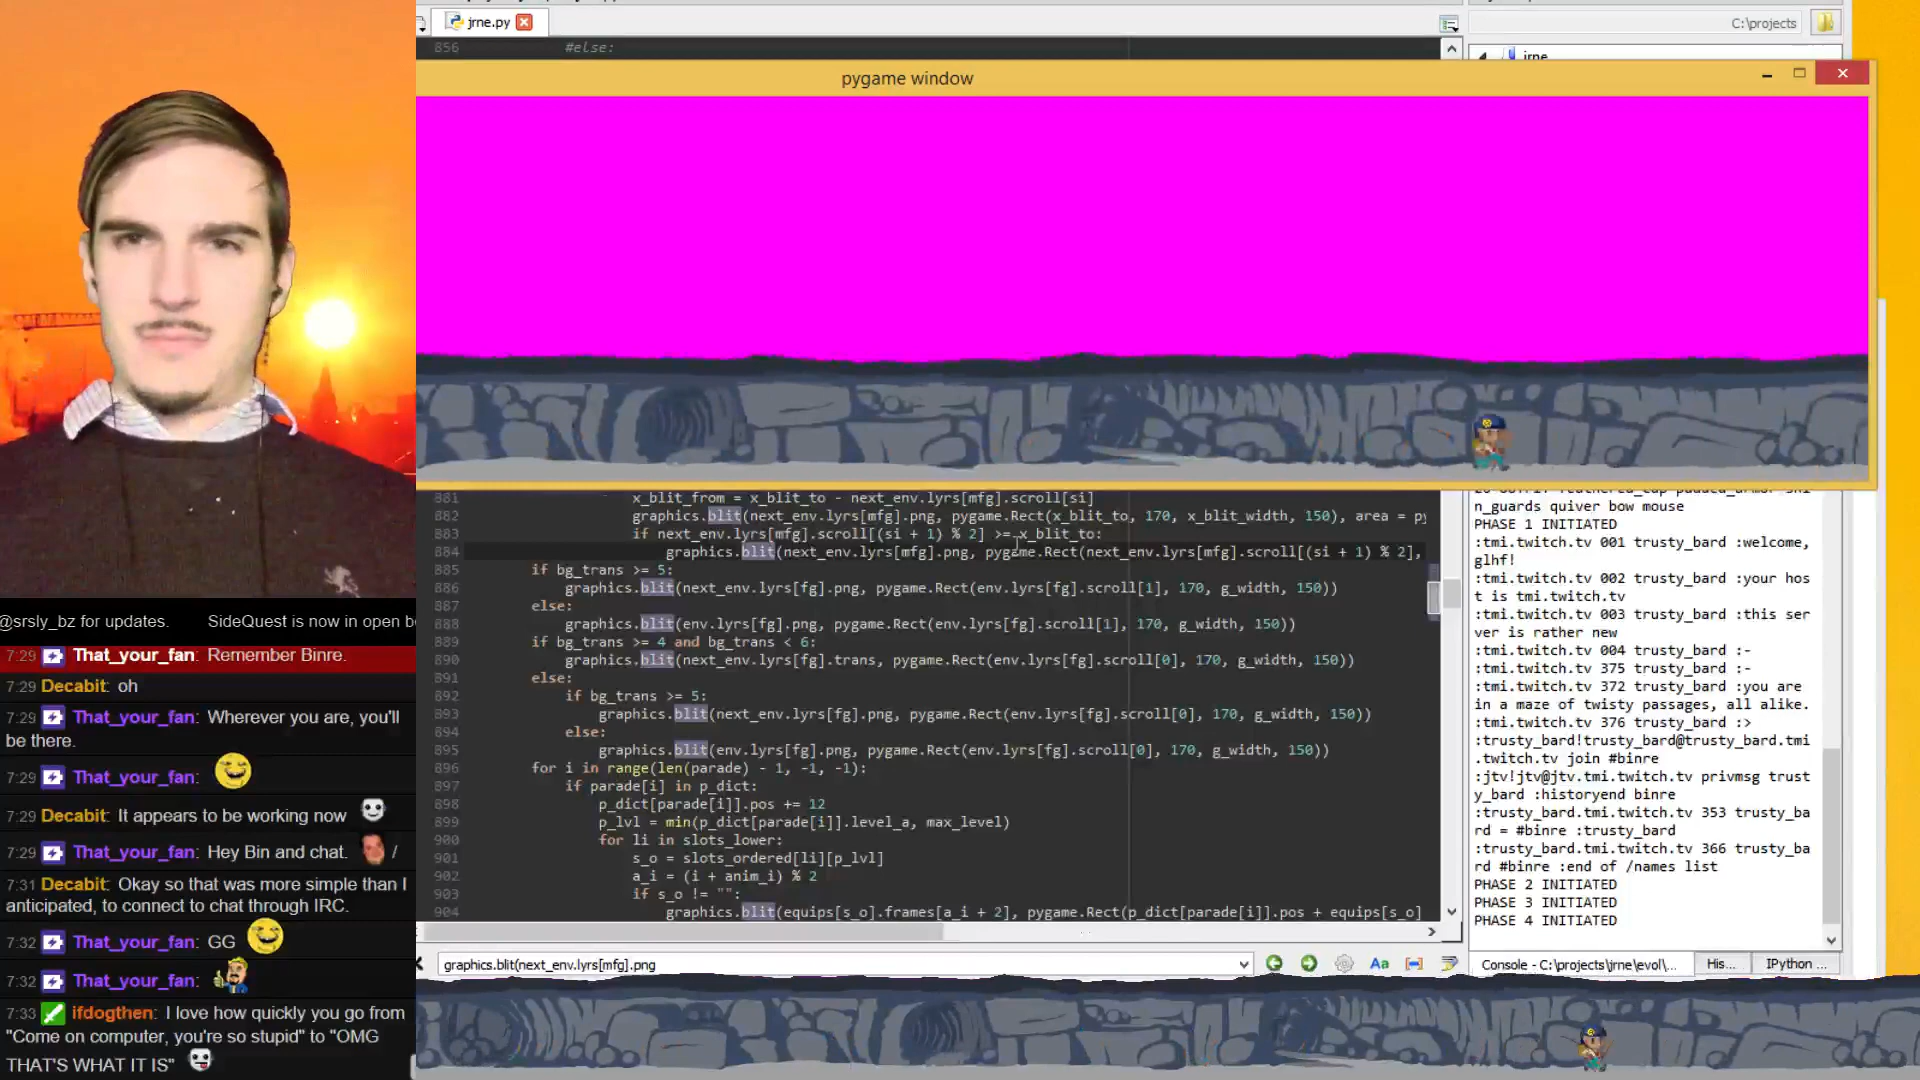 jrne.py
C:\projects
856 #else:
jrne
pygame window
881 x_blit_from = x_blit_to - next_env.lyrs[mfg].scroll[si]
882 graphics.blit(next_env.lyrs[mfg].png, pygame.Rect(x_blit_to, 170, x_blit_width, 150), area = py
883 if next_env.lyrs[mfg].scroll[(si + 1) % 2] >= x_blit_to:
884 graphics.blit(next_env.lyrs[mfg].png, pygame.Rect(next_env.lyrs[mfg].scroll[(si + 1) % 2],
885 if bg_trans >= 5:
886 graphics.blit(next_env.lyrs[fg].png, pygame.Rect(env.lyrs[fg].scroll[1], 170, g_width, 150))
887 else:
888 graphics.blit(env.lyrs[fg].png, pygame.Rect(env.lyrs[fg].scroll[1], 170, g_width, 150))
889 if bg_trans >= 4 and bg_trans < 6:
890 graphics.blit(next_env.lyrs[fg].trans, pygame.Rect(env.lyrs[fg].scroll[0], 170, g_width, 150))
891 else:
892 if bg_trans >= 5:
893 graphics.blit(next_env.lyrs[fg].png, pygame.Rect(env.lyrs[fg].scroll[0], 170, g_width, 150))
894 else:
895 graphics.blit(env.lyrs[fg].png, pygame.Rect(env.lyrs[fg].scroll[0], 170, g_width, 150))
896 for i in range(len(parade) - 1, -1, -1):
897 if parade[i] in p_dict:
898 p_dict[parade[i]].pos += 12
899 p_lvl = min(p_dict[parade[i]].level_a, max_level)
900 for li in slots_lower:
901 s_o = slots_ordered[li][p_lvl]
902 a_i = (i + anim_i) % 2
903 if s_o != "":
904 graphics.blit(equips[s_o].frames[a_i + 2], pygame.Rect(p_dict[parade[i]].pos + equips[s_o]
graphics.blit(next_env.lyrs[mfg].png
Aa
n_guards quiver bow mouse
PHASE 1 INITIATED
:tmi.twitch.tv 001 trusty_bard :welcome,
glhf!
:tmi.twitch.tv 002 trusty_bard :your hos
t is tmi.twitch.tv
:tmi.twitch.tv 003 trusty_bard :this ser
ver is rather new
:tmi.twitch.tv 004 trusty_bard :-
:tmi.twitch.tv 375 trusty_bard :-
:tmi.twitch.tv 372 trusty_bard :you are
in a maze of twisty passages, all alike.
:tmi.twitch.tv 376 trusty_bard :>
:trusty_bard!trusty_bard@trusty_bard.tmi
.twitch.tv join #binre
:jtv!jtv@jtv.tmi.twitch.tv privmsg trust
y_bard :historyend binre
:trusty_bard.tmi.twitch.tv 353 trusty_ba
rd = #binre :trusty_bard
:trusty_bard.tmi.twitch.tv 366 trusty_ba
rd #binre :end of /names list
PHASE 2 INITIATED
PHASE 3 INITIATED
PHASE 4 INITIATED
Console - C:\projects\jrne\evol\... His... IPython ...
@srsly_bz for updates. SideQuest is now in open be
7:29 That_your_fan: Remember Binre.
7:29 Decabit: oh
7:29 That_your_fan: Wherever you are, you'll
be there.
7:29 That_your_fan:
7:29 Decabit: It appears to be working now
7:29 That_your_fan: Hey Bin and chat. /
7:31 Decabit: Okay so that was more simple than I
anticipated, to connect to chat through IRC.
7:32 That_your_fan: GG
7:32 That_your_fan:
7:33 ifdogthen: I love how quickly you go from
"Come on computer, you're so stupid" to "OMG
THAT'S WHAT IT IS"